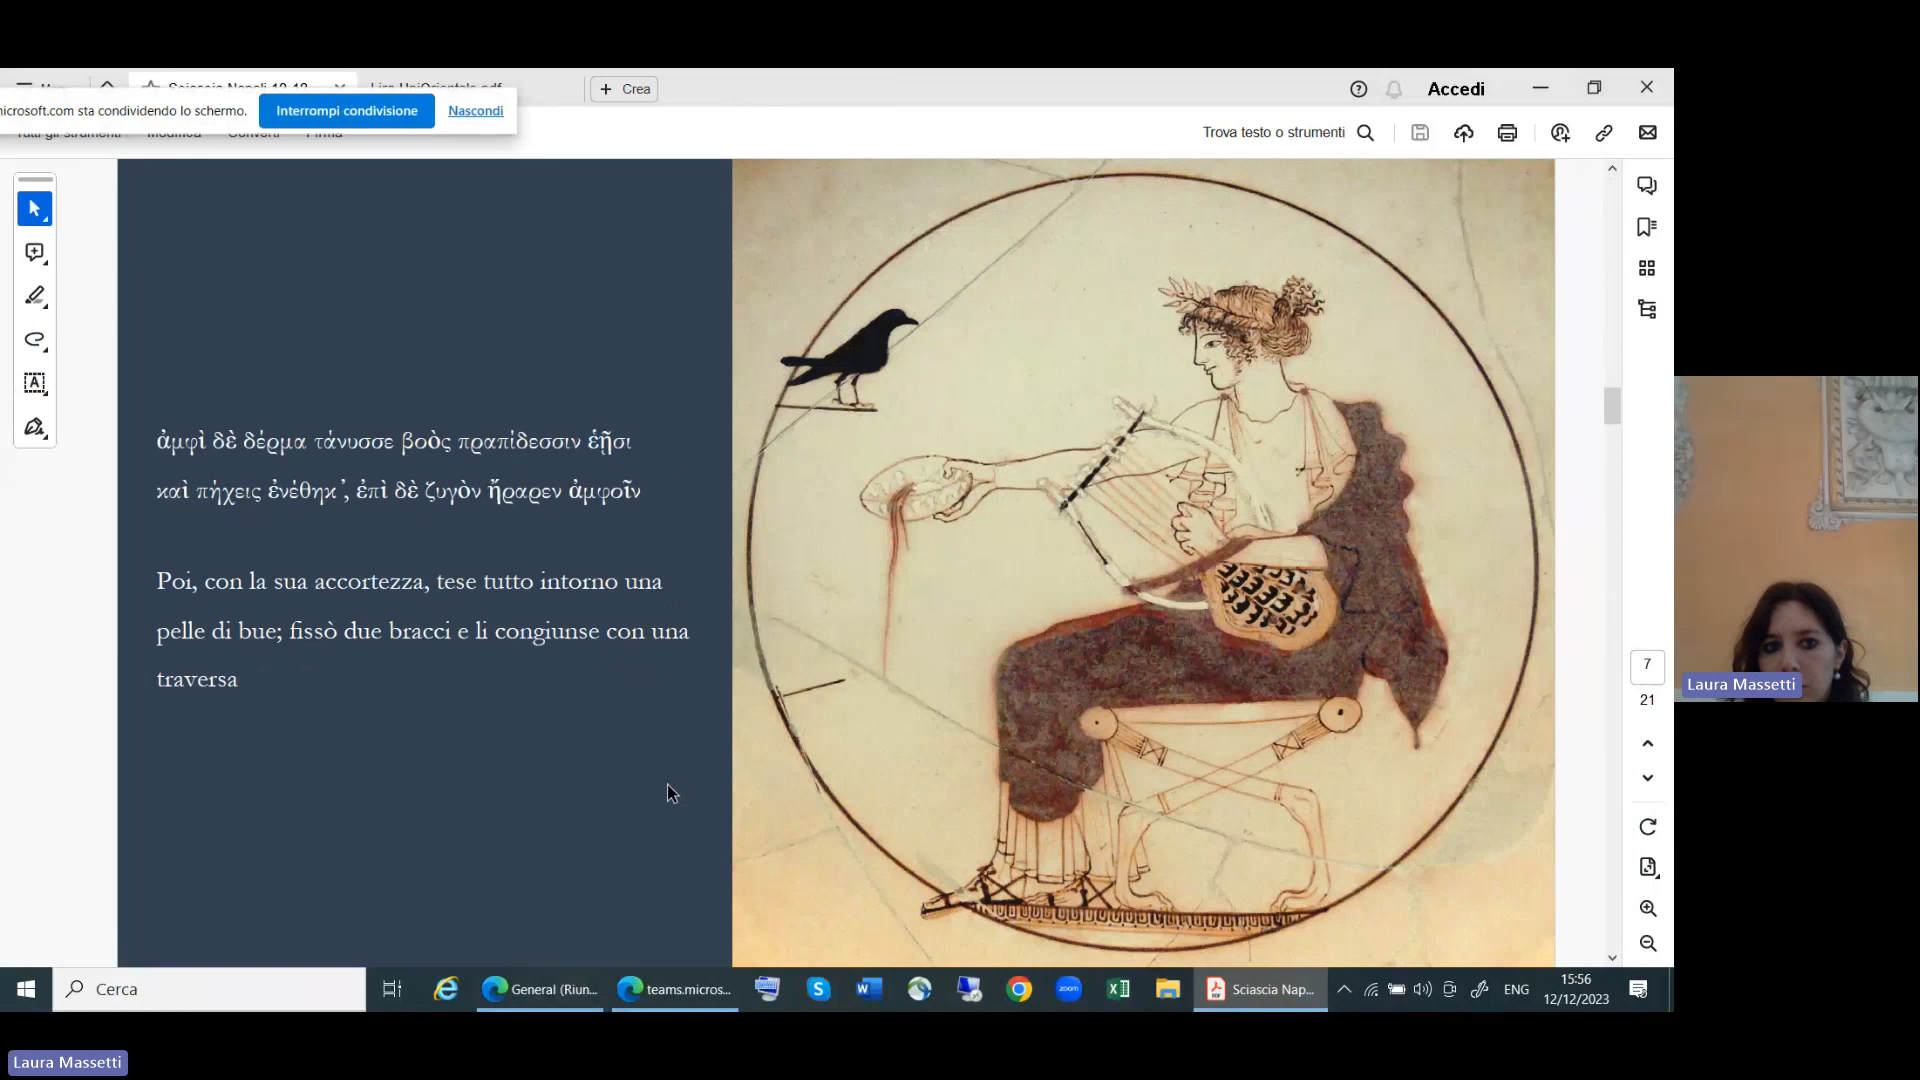 Crea
Accedi
microsoft.com sta condividendo lo schermo.
Interrompi condivisione
Nascondi
Trova testo o strumenti
ἀμφὶ δὲ δέρμα τάνυσσε βοὸς πραπίδεσσιν ἑῇσι
καὶ πήχεις ἐνέθηκ', ἐπὶ δὲ ζυγὸν ἤραρεν ἀμφοῖν
Poi, con la sua accortezza, tese tutto intorno una
pelle di bue; fissò due bracci e li congiunse con una
traversa
7
21
Laura Massetti
Cerca
General (Riun...
teams.micros...
zoom
Sciascia Nap...
ENG
15:56
12/12/2023
Laura Massetti